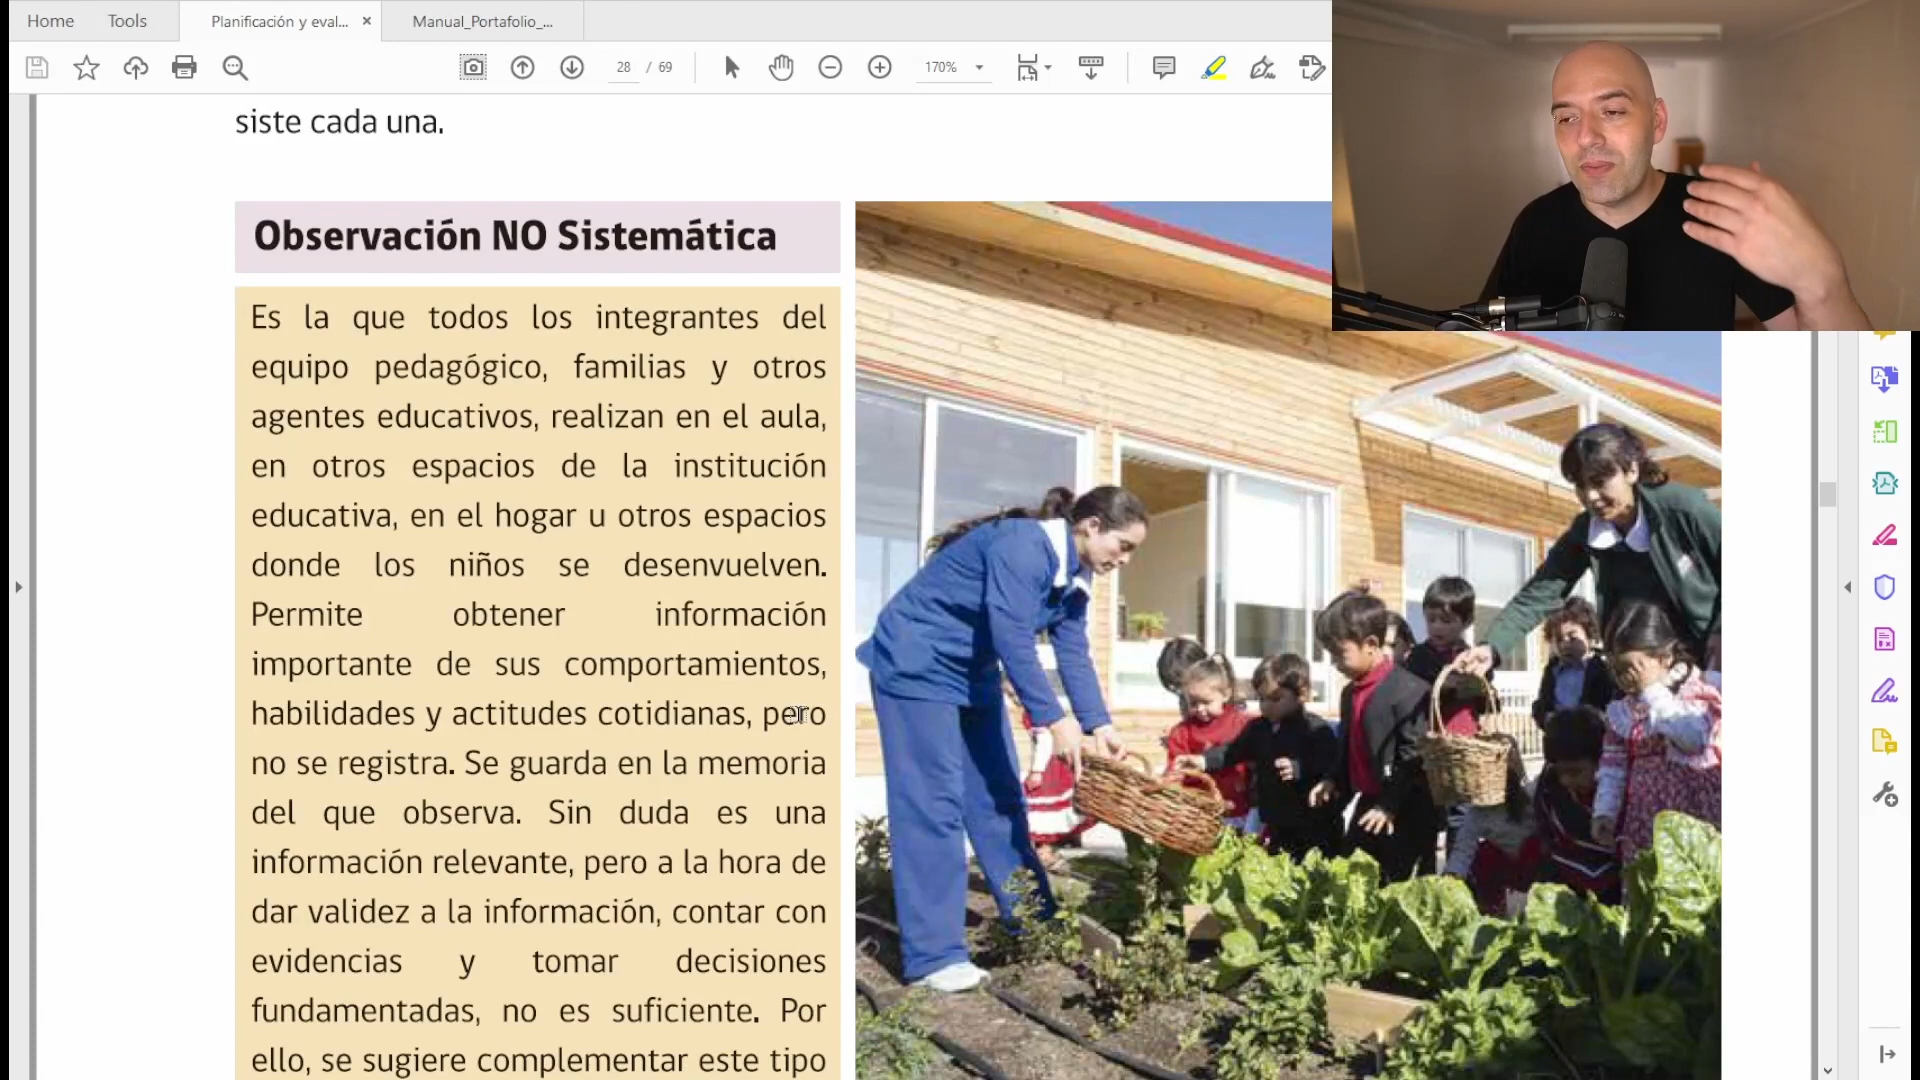 Home Tools Planificación y eval... × Manual_Portafolio_...
28 / 69 170%
siste cada una.
Observación NO Sistemática
Es la que todos los integrantes del
equipo pedagógico, familias y otros
agentes educativos, realizan en el aula,
en otros espacios de la institución
educativa, en el hogar u otros espacios
donde los niños se desenvuelven.
Permite obtener información
importante de sus comportamientos,
habilidades y actitudes cotidianas, pero
no se registra. Se guarda en la memoria
del que observa. Sin duda es una
información relevante, pero a la hora de
dar validez a la información, contar con
evidencias y tomar decisiones
fundamentadas, no es suficiente. Por
ello, se sugiere complementar este tipo